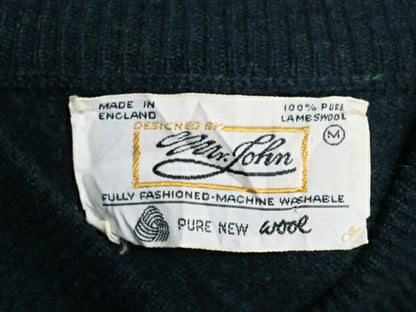 MADE IN 100% PURE
ENGLAND LAMBSWOOL
DESIGNED BY M
Mr. John
FULLY FASHIONED-MACHINE WASHABLE
PURE NEW wool